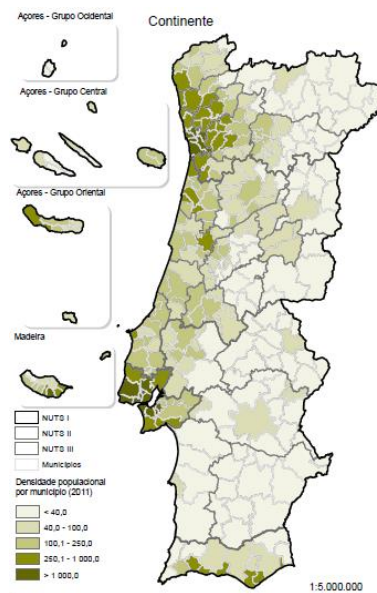 Açores - Grupo Ocidental
Continente
Açores - Grupo Central
Açores - Grupo Oriental
Madeira
NUTS I
NUTS II
NUTS III
Municípios
Densidade populacional
por município (2011)
< 40,0
40,0 - 100,0
100,1 - 250,0
250,1 - 1 000,0
> 1 000,0
1:5.000.000